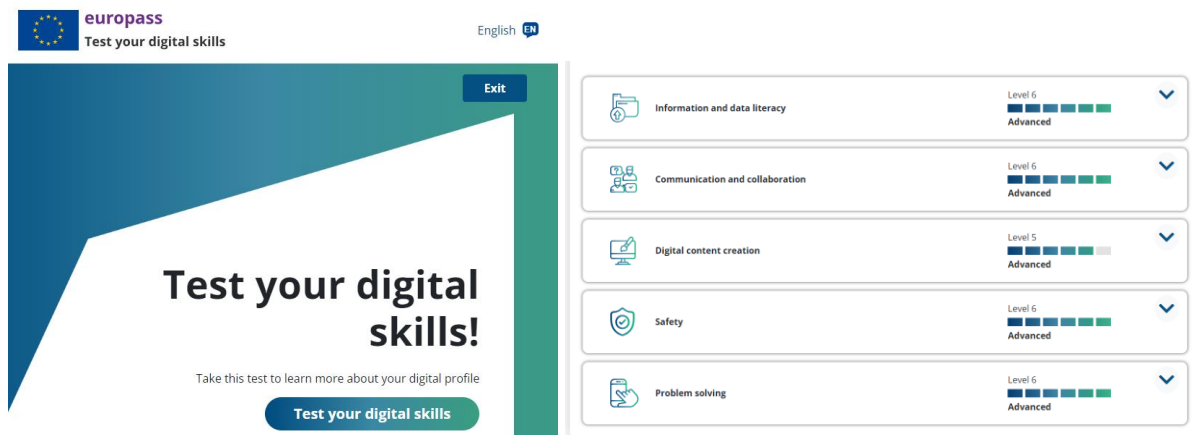 europass
Test your digital skills
English EN
Exit
Test your digital
skills!
Take this test to learn more about your digital profile
Test your digital skills
Information and data literacy
Level 6
Advanced
Communication and collaboration
Level 6
Advanced
Digital content creation
Level 5
Advanced
Safety
Level 6
Advanced
Problem solving
Level 6
Advanced